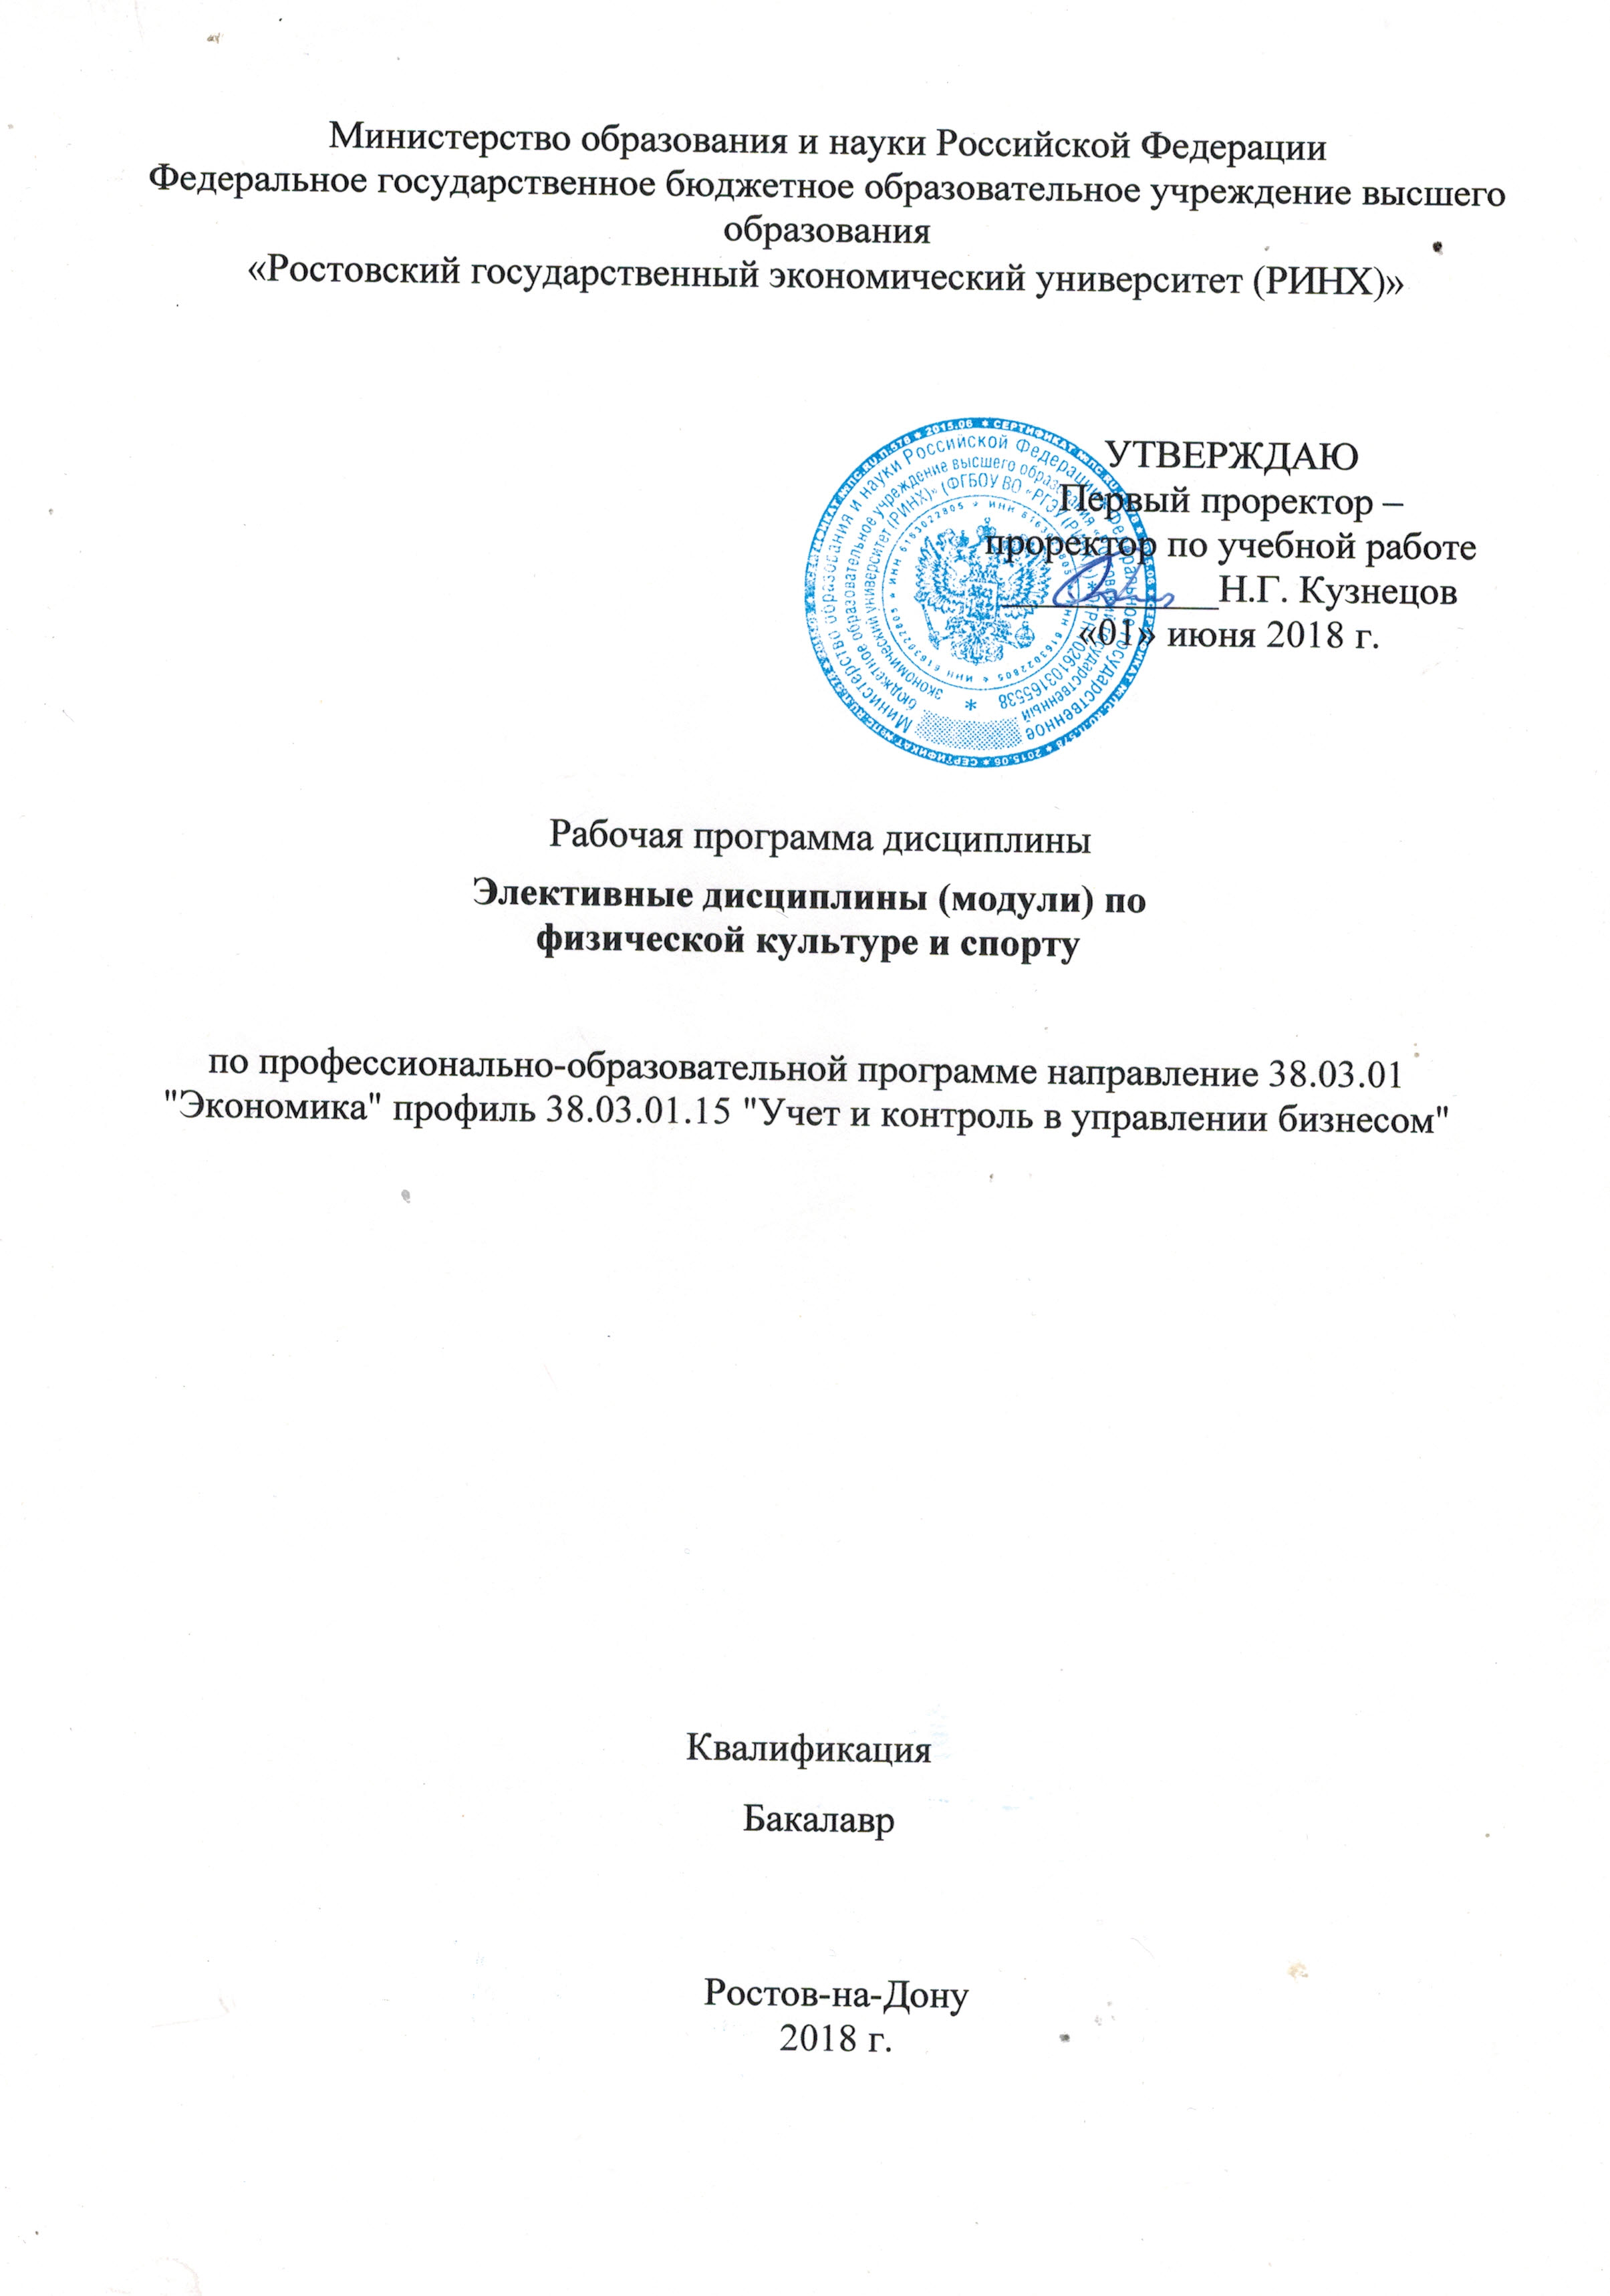 Министерство образования и науки Российской Федерации
Федеральное государственное бюджетное образовательное учреждение высшего
образования
«Ростовский государственный экономический университет (РИНХ)»
УТВЕРЖДАЮ
Первый проректор –
проректор по учебной работе
Н.Г. Кузнецов
«01» июня 2018 г.
Рабочая программа дисциплины
Элективные дисциплины (модули) по
физической культуре и спорту
по профессионально-образовательной программе направление 38.03.01
"Экономика" профиль 38.03.01.15 "Учет и контроль в управлении бизнесом"
Квалификация
Бакалавр
Ростов-на-Дону
2018 г.